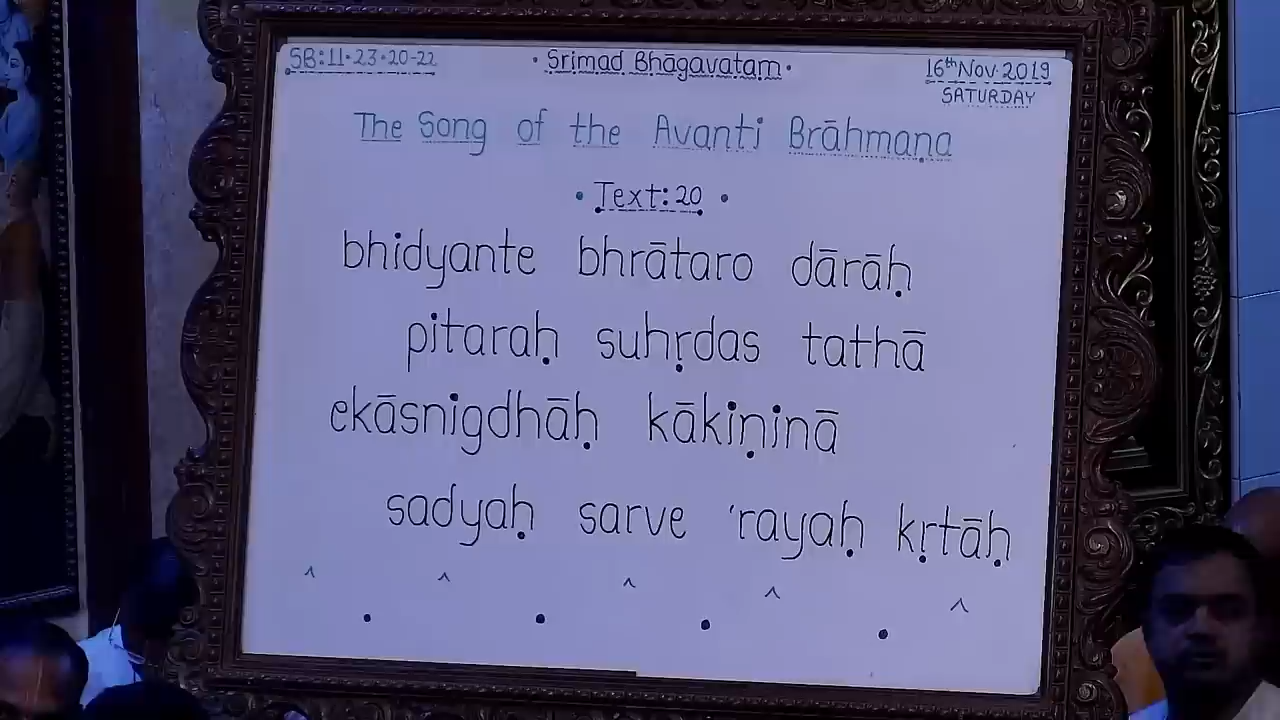 SB:11·23·20-22
·Srimad Bhāgavatam·
16th Nov·2019
SATURDAY
The Song of the Avanti Brāhmaṇa
· Text:20 ·
bhidyante bhrātaro dārāḥ
pitaraḥ suhṛdas tathā
ekāsnigdhāḥ kākiṇinā
sadyaḥ sarve 'rayaḥ kṛtāḥ